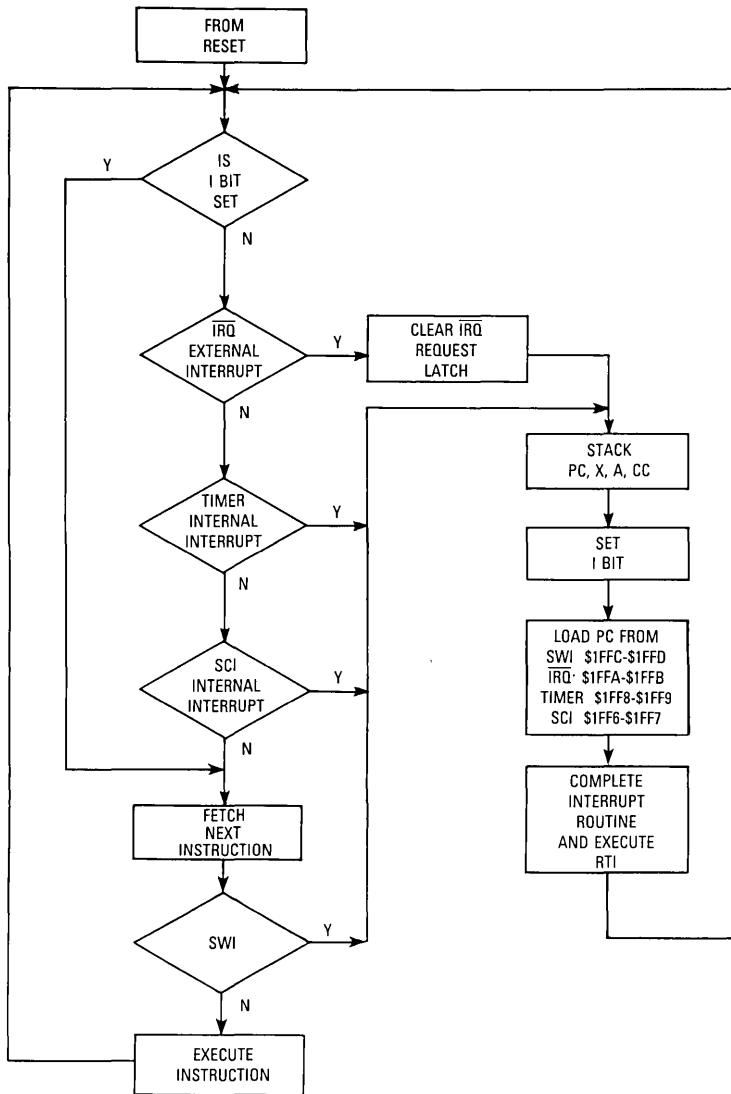 FROM
RESET
Y
IS
I BIT
SET
N
IRQ
EXTERNAL
INTERRUPT
Y
CLEAR IRQ
REQUEST
LATCH
N
STACK
PC, X, A, CC
TIMER
INTERNAL
INTERRUPT
Y
SET
I BIT
N
LOAD PC FROM
SWI $1FFC-$1FFD
IRQ $1FFA-$1FFB
TIMER $1FF8-$1FF9
SCI $1FF6-$1FF7
SCI
INTERNAL
INTERRUPT
Y
N
COMPLETE
INTERRUPT
ROUTINE
AND EXECUTE
RTI
FETCH
NEXT
INSTRUCTION
SWI
Y
N
EXECUTE
INSTRUCTION